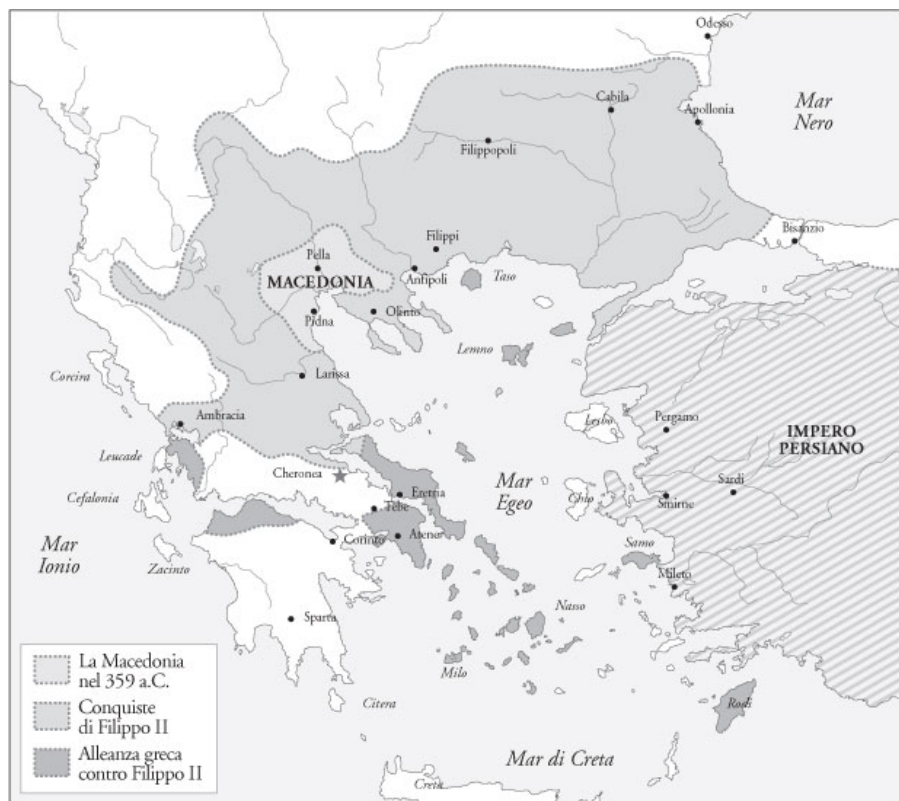 Odesso
Mar
Nero
Cabila
Apollonia
Filippopoli
Bisanzio
Filippi
Pella
MACEDONIA
Anfipoli
Taso
Pidna
Olinto
Lemno
Corcira
Larissa
Ambracia
Lesbo
Pergamo
IMPERO
PERSIANO
Leucade
Cheronea
Mar
Egeo
Cefalonia
Eretria
Chio
Smirne
Sardi
Tebe
Mar
Ionio
Corinto
Atene
Samo
Zacinto
Mileto
Sparta
Nasso
Milo
Rodi
Citera
La Macedonia
nel 359 a.C.
Conquiste
di Filippo II
Alleanza greca
contro Filippo II
Mar di Creta
Creta